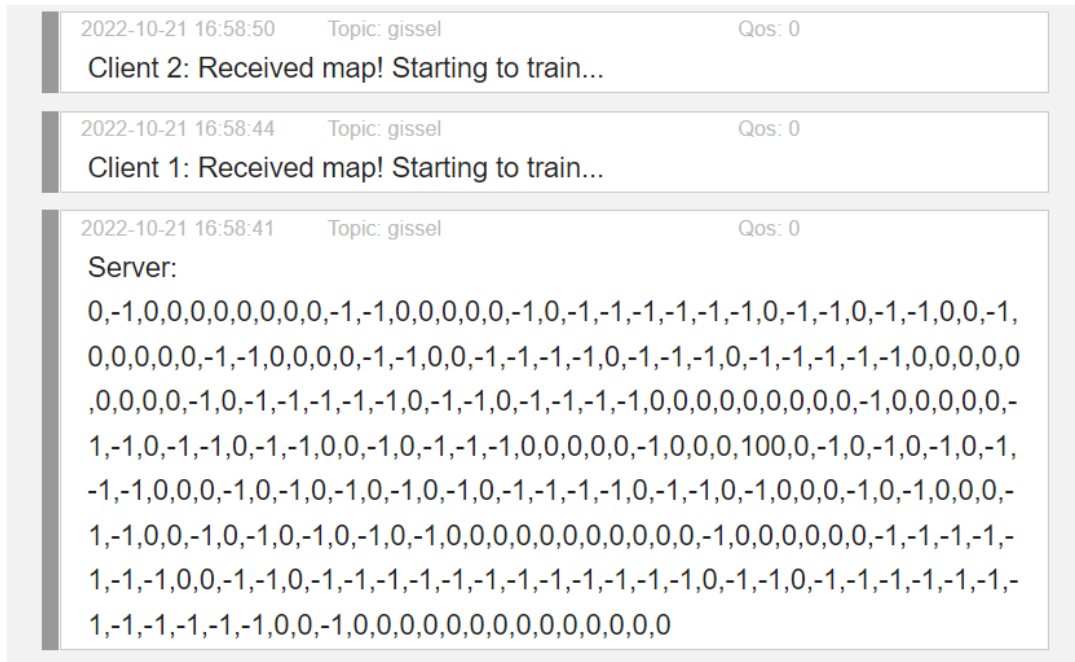 2022-10-21 16:58:50 Topic: gissel Qos: 0
Client 2: Received map! Starting to train...
2022-10-21 16:58:44 Topic: gissel Qos: 0
Client 1: Received map! Starting to train...
2022-10-21 16:58:41 Topic: gissel Qos: 0
Server:
0,-1,0,0,0,0,0,0,0,0,-1,-1,0,0,0,0,0,-1,0,-1,-1,-1,-1,-1,-1,0,-1,-1,0,-1,-1,0,0,-1,
0,0,0,0,0,-1,-1,0,0,0,0,-1,-1,0,0,-1,-1,-1,-1,0,-1,-1,-1,0,-1,-1,-1,-1,-1,0,0,0,0,0
,0,0,0,0,-1,0,-1,-1,-1,-1,-1,0,-1,-1,0,-1,-1,-1,-1,0,0,0,0,0,0,0,0,0,-1,0,0,0,0,0,-
1,-1,0,-1,-1,0,-1,-1,0,0,-1,0,-1,-1,-1,0,0,0,0,0,-1,0,0,0,100,0,-1,0,-1,0,-1,0,-1,
-1,-1,0,0,0,-1,0,-1,0,-1,0,-1,0,-1,0,-1,-1,-1,-1,0,-1,-1,0,-1,0,0,0,-1,0,-1,0,0,0,-
1,-1,0,0,-1,0,-1,0,-1,0,-1,0,-1,0,0,0,0,0,0,0,0,0,0,0,-1,0,0,0,0,0,0,-1,-1,-1,-1,-
1,-1,-1,0,0,-1,-1,0,-1,-1,-1,-1,-1,-1,-1,-1,-1,-1,-1,-1,0,-1,-1,0,-1,-1,-1,-1,-1,-1,-
1,-1,-1,-1,-1,-1,0,0,-1,0,0,0,0,0,0,0,0,0,0,0,0,0,0